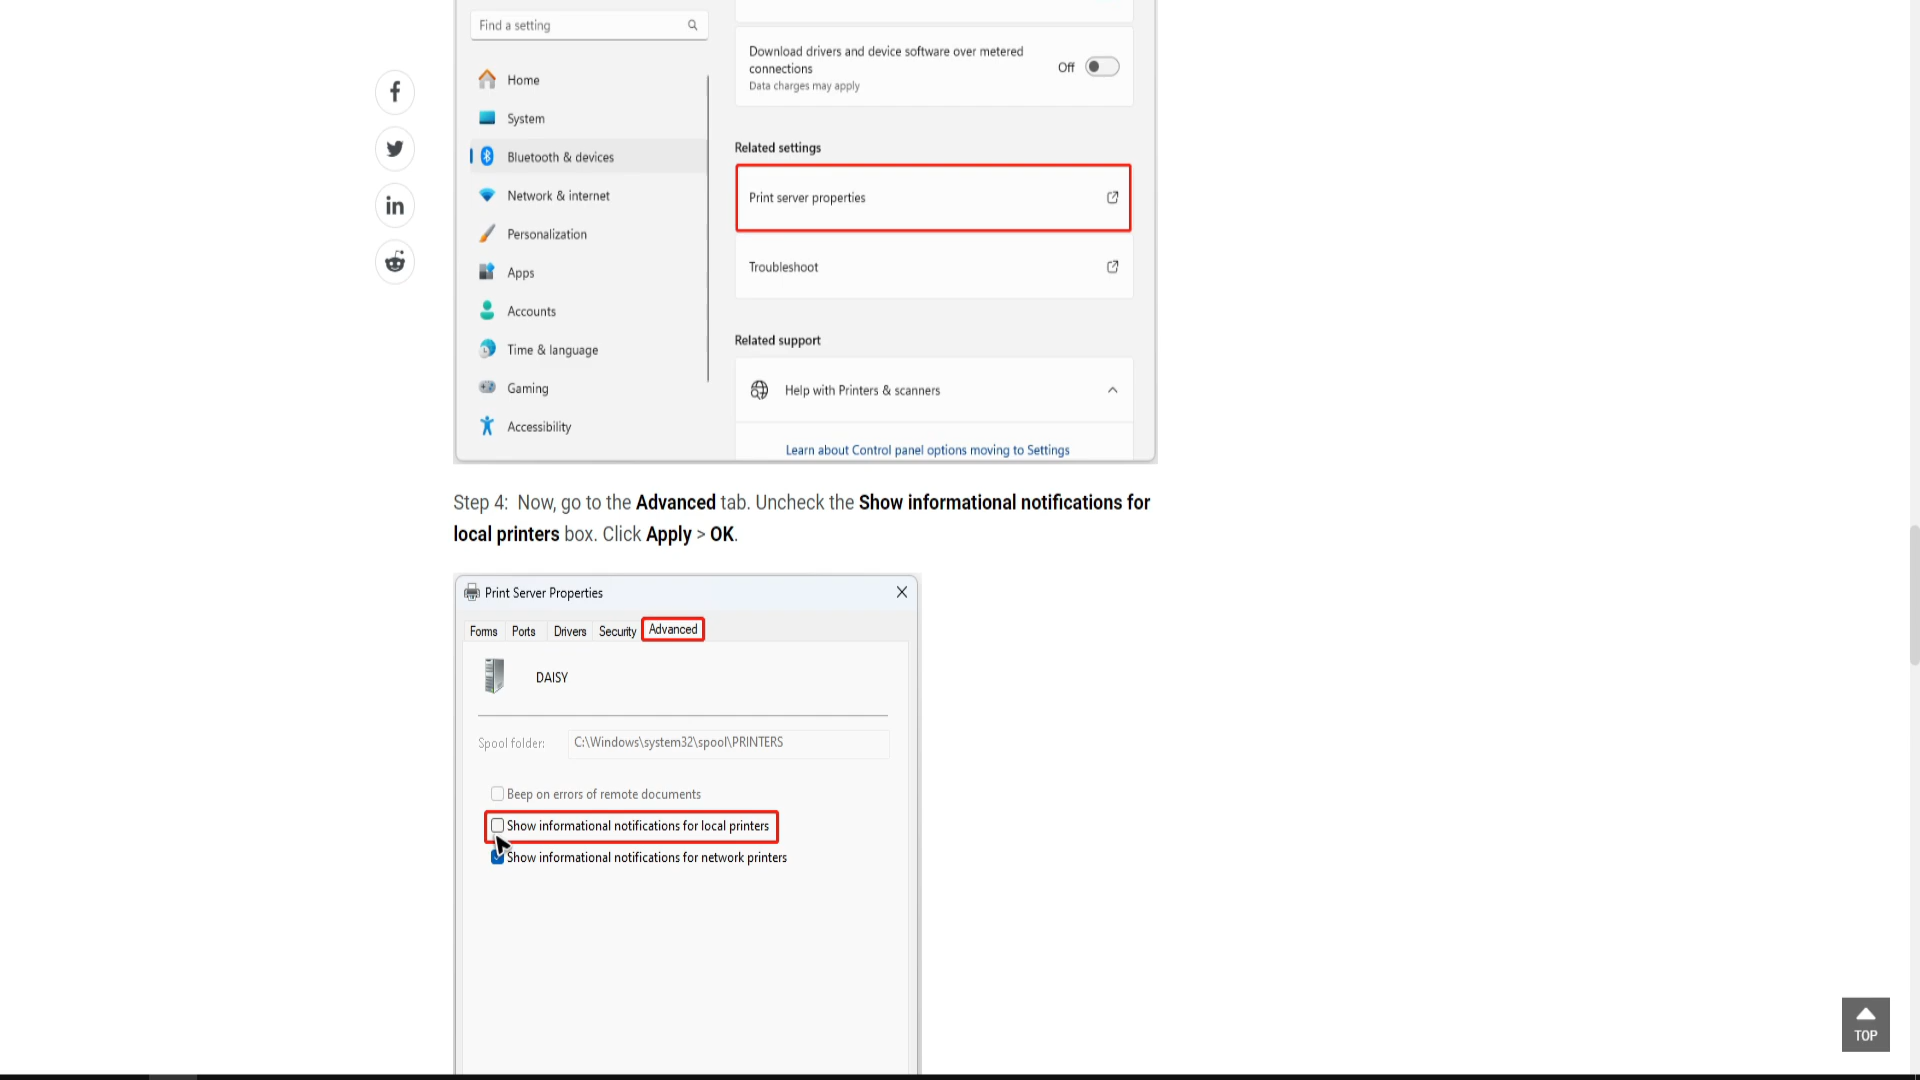 Find a setting
Home
System
Bluetooth & devices
Network & internet
Personalization
Apps
Accounts
Time & language
Gaming
Accessibility
Download drivers and device software over metered
connections
Data charges may apply
Off
Related settings
Print server properties
Troubleshoot
Related support
Help with Printers & scanners
Learn about Control panel options moving to Settings
Step 4:  Now, go to the Advanced tab. Uncheck the Show informational notifications for
local printers box. Click Apply > OK.
Print Server Properties
Forms Ports Drivers Security Advanced
DAISY
Spool folder: C:\Windows\system32\spool\PRINTERS
Beep on errors of remote documents
Show informational notifications for local printers
Show informational notifications for network printers
TOP